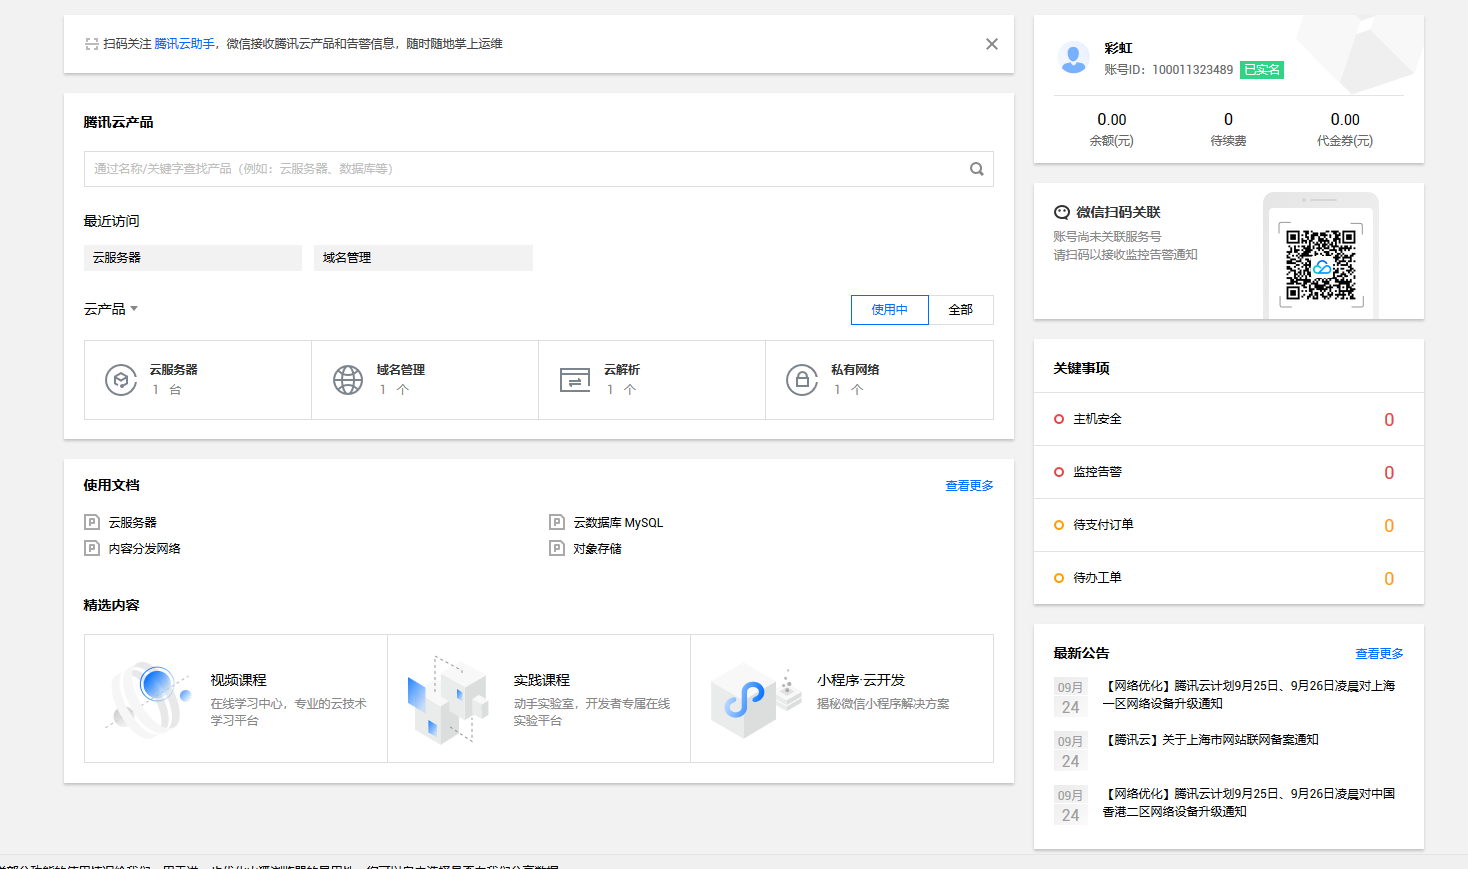 扫码关注 腾讯云助手，微信接收腾讯云产品和告警信息，随时随地掌上运维
腾讯云产品
通过名称/关键字查找产品（例如：云服务器、数据库等）
最近访问
云服务器
域名管理
云产品
使用中
全部
云服务器
1 台
域名管理
1 个
云解析
1 个
私有网络
1 个
使用文档
查看更多
云服务器
云数据库 MySQL
内容分发网络
对象存储
精选内容
视频课程
在线学习中心，专业的云技术
学习平台
实践课程
动手实验室，开发者专属在线
实验平台
小程序·云开发
揭秘微信小程序解决方案
彩虹
账号ID：100011323489 已实名
0.00
余额(元)
0
待续费
0.00
代金券(元)
微信扫码关联
账号尚未关联服务号
请扫码以接收监控告警通知
关键事项
主机安全
0
监控告警
0
待支付订单
0
待办工单
0
最新公告
查看更多
09月
24
【网络优化】腾讯云计划9月25日、9月26日凌晨对上海
一区网络设备升级通知
09月
24
【腾讯云】关于上海市网站联网备案通知
09月
24
【网络优化】腾讯云计划9月25日、9月26日凌晨对中国
香港二区网络设备升级通知